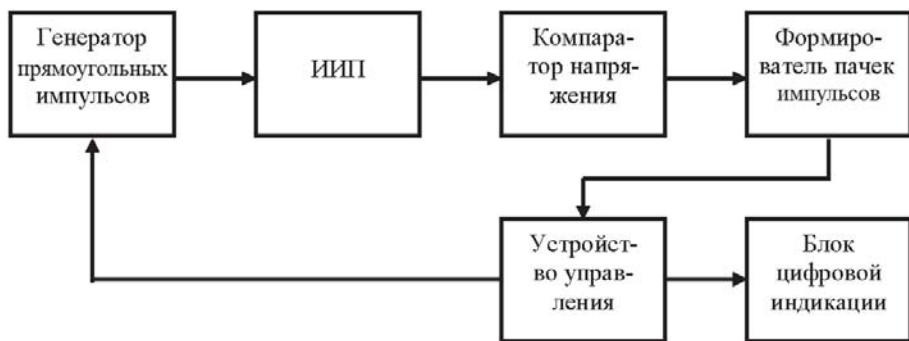 Генератор
прямоугольных
импульсов
ИИП
Компара-
тор напря-
жения
Формиро-
ватель пачек
импульсов
Устройст-
во управ-
ления
Блок
цифровой
индикации